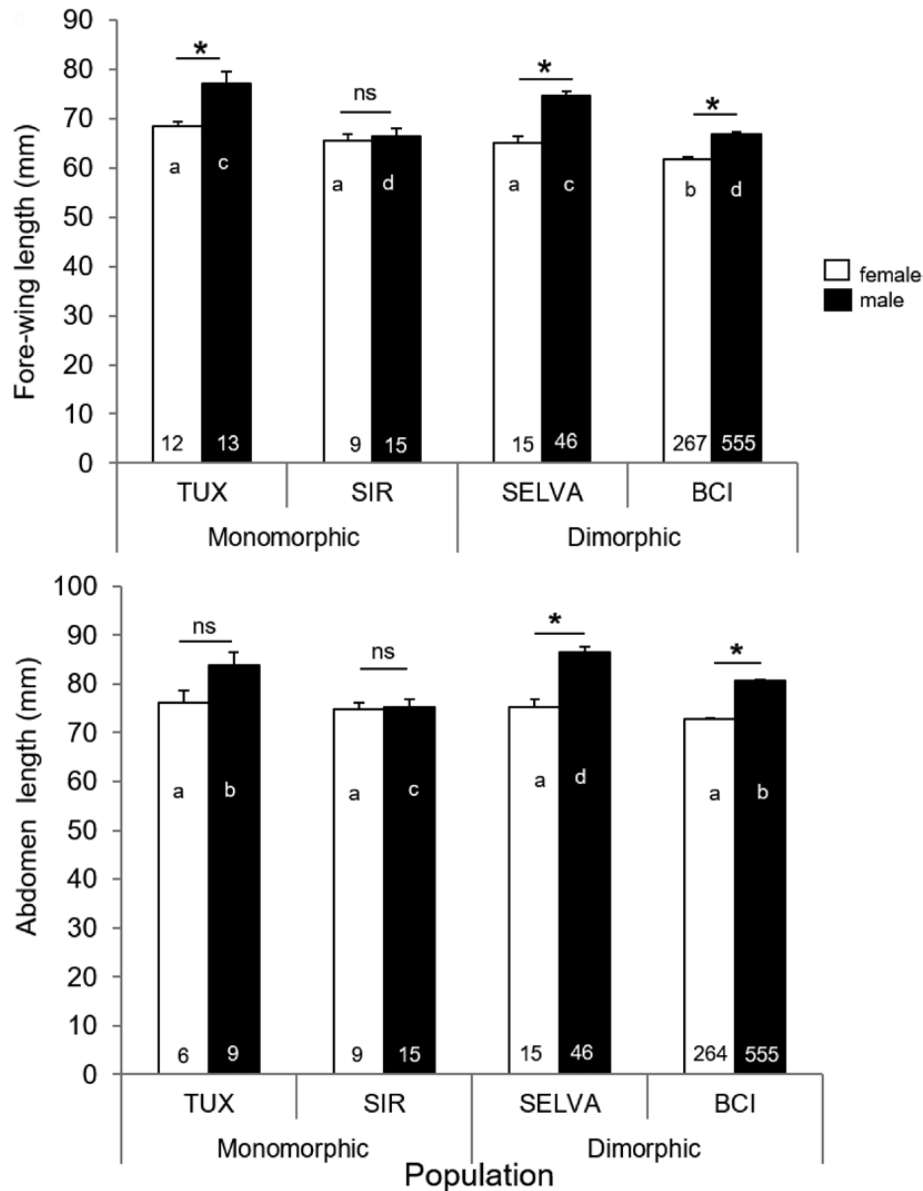 90
80
70
60
50
40
30
20
10
0
Fore-wing length (mm)
* ns * *
a c a d a c b d
12 13 9 15 15 46 267 555
TUX SIR SELVA BCI
Monomorphic Dimorphic
female
male
100
90
80
70
60
50
40
30
20
10
0
Abdomen length (mm)
ns ns * *
a b a c a d a b
6 9 9 15 15 46 264 555
TUX SIR SELVA BCI
Monomorphic Dimorphic
Population